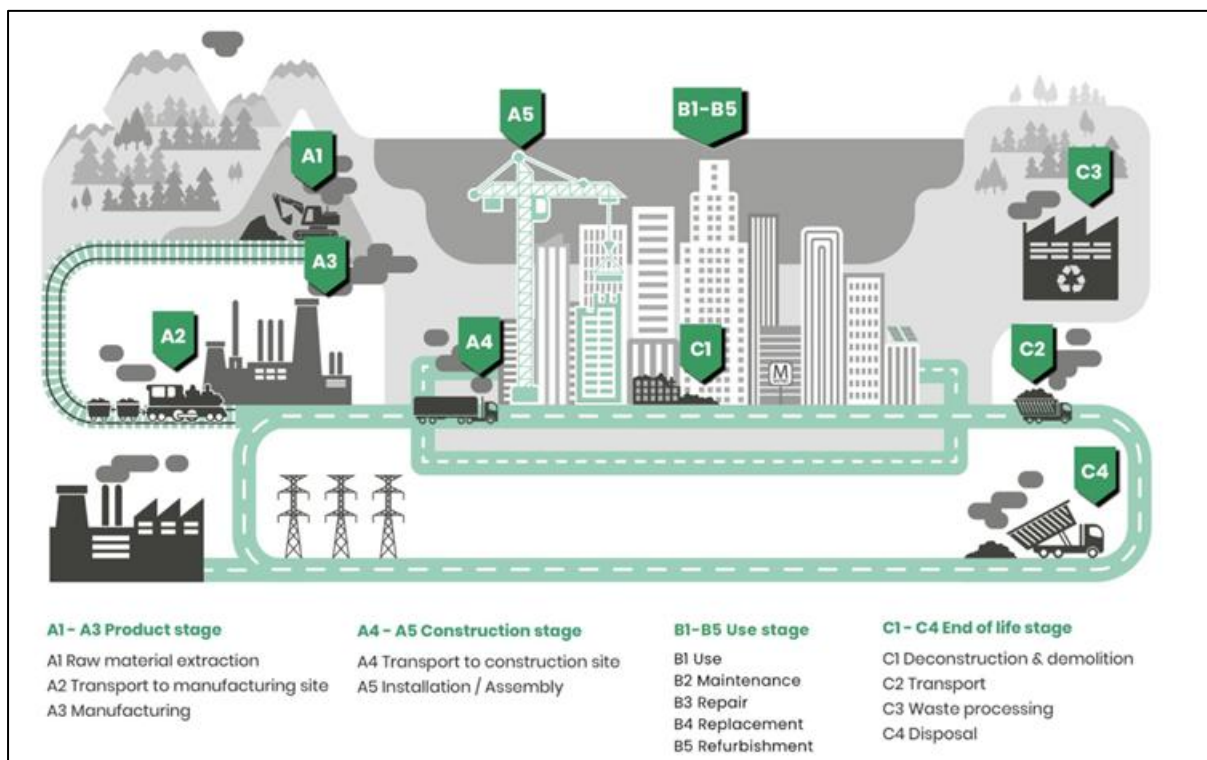 A5
B1-B5
A1
C3
A3
A2
A4
C1
C2
M
C4
A1 - A3 Product stage
A1 Raw material extraction
A2 Transport to manufacturing site
A3 Manufacturing
A4 - A5 Construction stage
A4 Transport to construction site
A5 Installation / Assembly
B1-B5 Use stage
B1 Use
B2 Maintenance
B3 Repair
B4 Replacement
B5 Refurbishment
C1 - C4 End of life stage
C1 Deconstruction & demolition
C2 Transport
C3 Waste processing
C4 Disposal